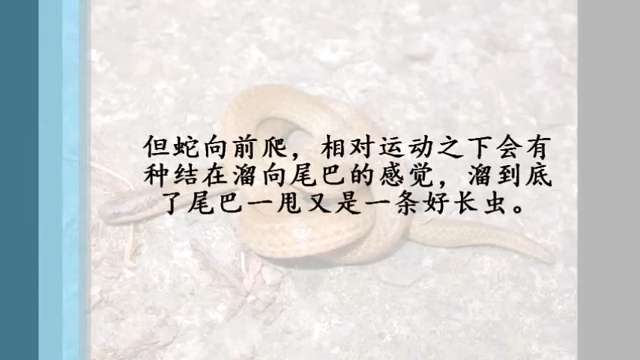 但蛇向前爬，相对运动之下会有
种结在溜向尾巴的感觉，溜到底
了尾巴一甩又是一条好长虫。